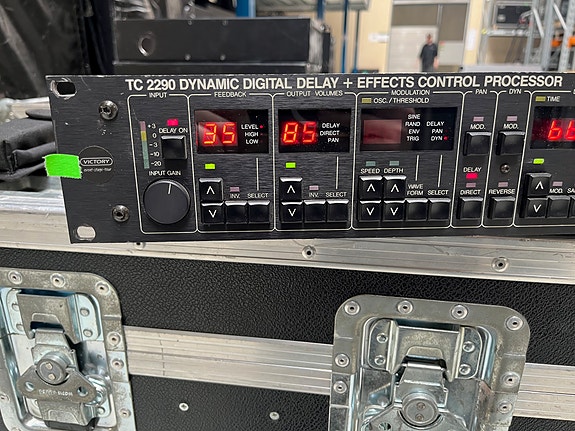 TC 2290 DYNAMIC DIGITAL DELAY + EFFECTS CONTROL PROCESSOR
INPUT
FEEDBACK
OUTPUT VOLUMES
MODULATION
PAN
DYN
OSC. / THRESHOLD
TIME
+3
0
-10
-20
DELAY ON
35
LEVEL
HIGH
LOW
85
DELAY
DIRECT
PAN
SINE
RAND
ENV
TRIG
DELAY
DIR
PAN
DYN
MOD.
MOD.
VICTORY
INPUT GAIN
INV.
SELECT
INV.
SELECT
SPEED
DEPTH
WAVE
FORM
SELECT
DELAY
DIRECT
REVERSE
MOD